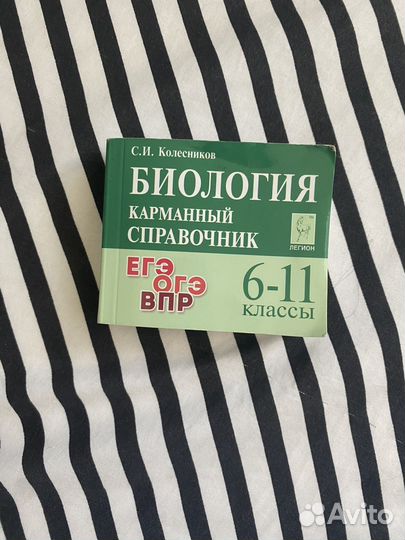 С.И. Колесников
БИОЛОГИЯ
КАРМАННЫЙ
СПРАВОЧНИК
ЛЕГИОН
ЕГЭ
ОГЭ
ВПР
6-11
классы
Avito